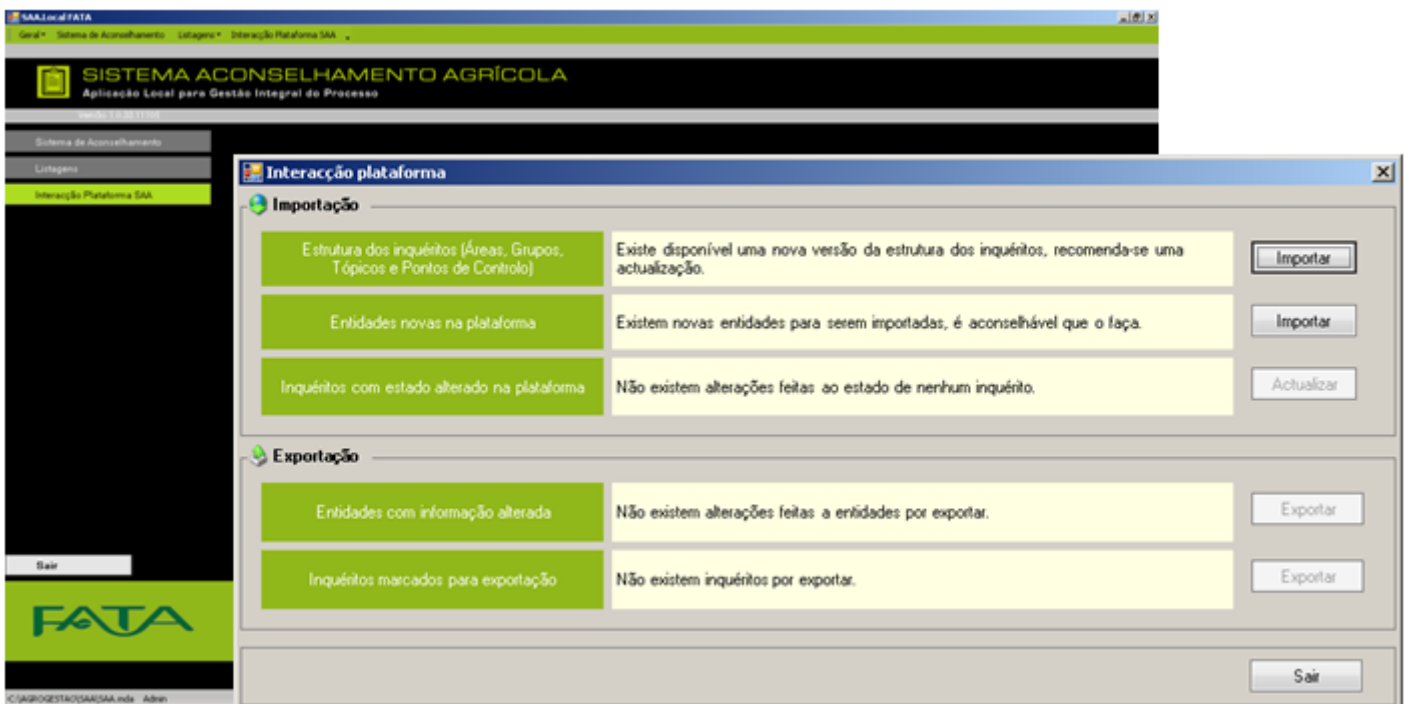 SAA.Local FATA
Geral Sistema de Aconselhamento Listagens Interacção Plataforma SAA
SISTEMA ACONSELHAMENTO AGRÍCOLA
Aplicação Local para Gestão Integral do Processo
Sistema de Aconselhamento
Listagens
Interacção Plataforma SAA
Interacção plataforma
Importação
Estrutura dos inquéritos (Áreas, Grupos,
Tópicos e Pontos de Controlo)
Existe disponível uma nova versão da estrutura dos inquéritos, recomenda-se uma
actualização.
Importar
Entidades novas na plataforma
Existem novas entidades para serem importadas, é aconselhável que o faça.
Importar
Inquéritos com estado alterado na plataforma
Não existem alterações feitas ao estado de nenhum inquérito.
Actualizar
Exportação
Entidades com informação alterada
Não existem alterações feitas a entidades por exportar.
Exportar
Inquéritos marcados para exportação
Não existem inquéritos por exportar.
Exportar
Sair
Sair
FATA
C:\AGROGESTAO\SAA\SAA.mda Admin